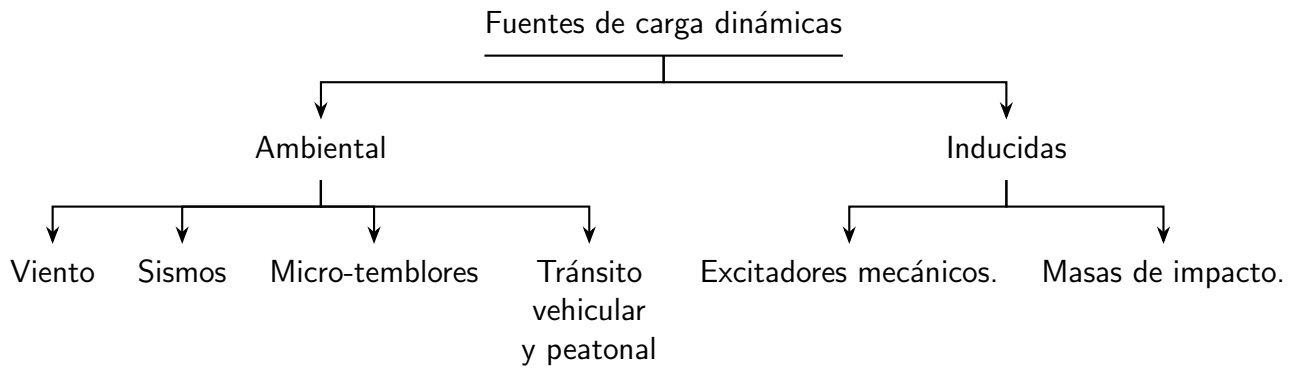 Fuentes de carga dinámicas
Ambiental
Inducidas
Viento
Sismos
Micro-temblores
Tránsito
vehicular
y peatonal
Excitadores mecánicos.
Masas de impacto.